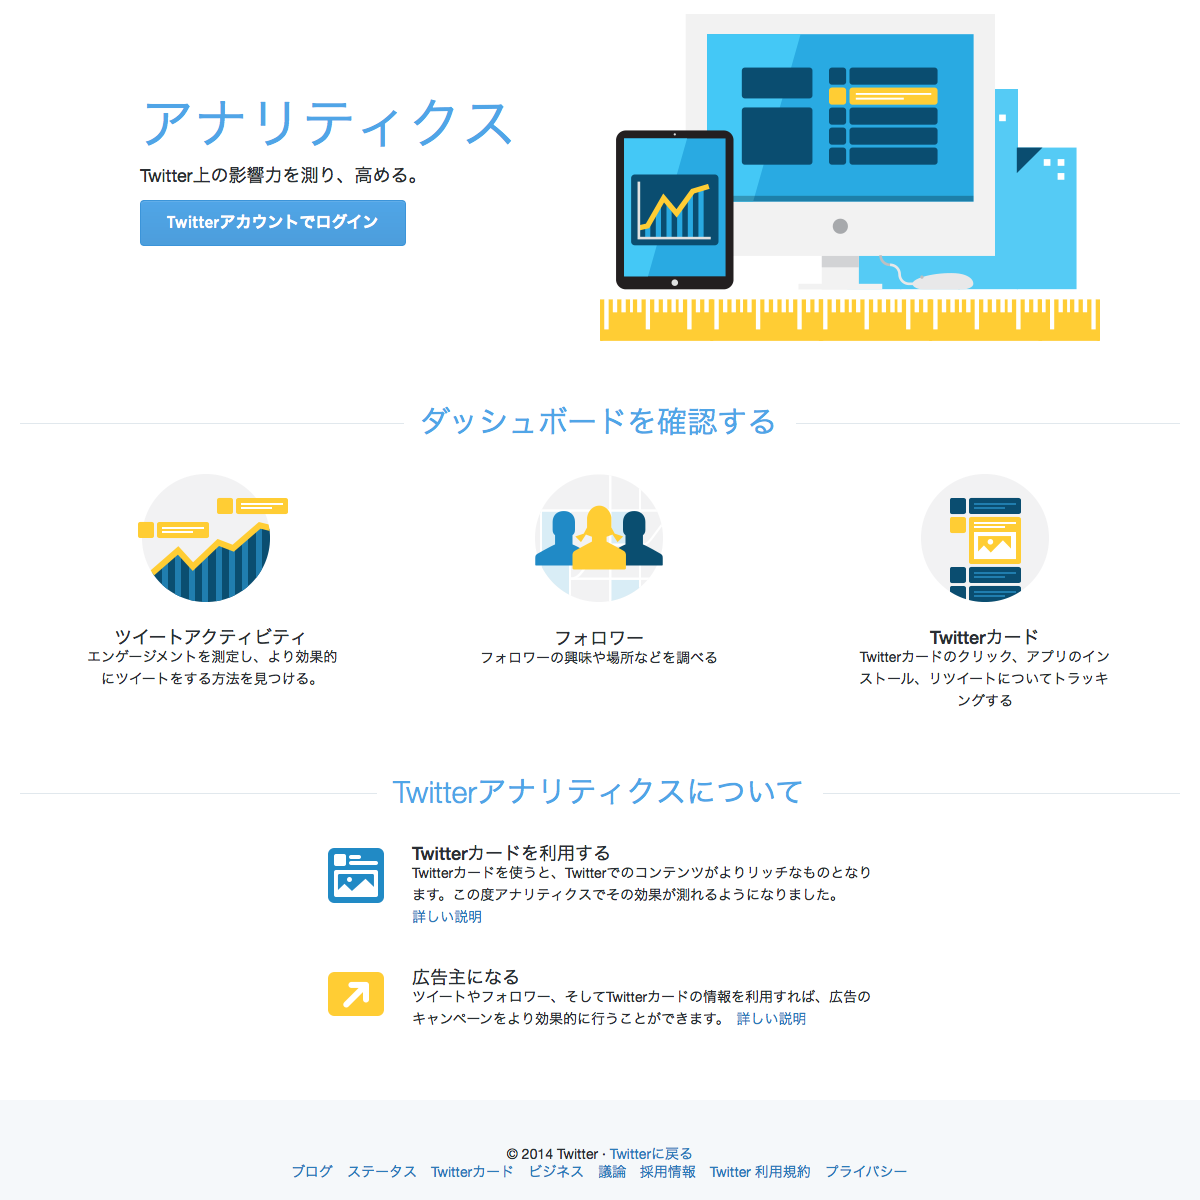 アナリティクス
Twitter上の影響力を測り、高める。
Twitterアカウントでログイン
ダッシュボードを確認する
ツイートアクティビティ
エンゲージメントを測定し、より効果的
にツイートをする方法を見つける。
フォロワー
フォロワーの興味や場所などを調べる
Twitterカード
Twitterカードのクリック、アプリのイン
ストール、リツイートについてトラッキ
ングする
Twitterアナリティクスについて
Twitterカードを利用する
Twitterカードを使うと、Twitterでのコンテンツがよりリッチなものとなり
ます。この度アナリティクスでその効果が測れるようになりました。
詳しい説明
広告主になる
ツイートやフォロワー、そしてTwitterカードの情報を利用すれば、広告の
キャンペーンをより効果的に行うことができます。 詳しい説明
© 2014 Twitter · Twitterに戻る
ブログ ステータス Twitterカード ビジネス 議論 採用情報 Twitter 利用規約 プライバシー